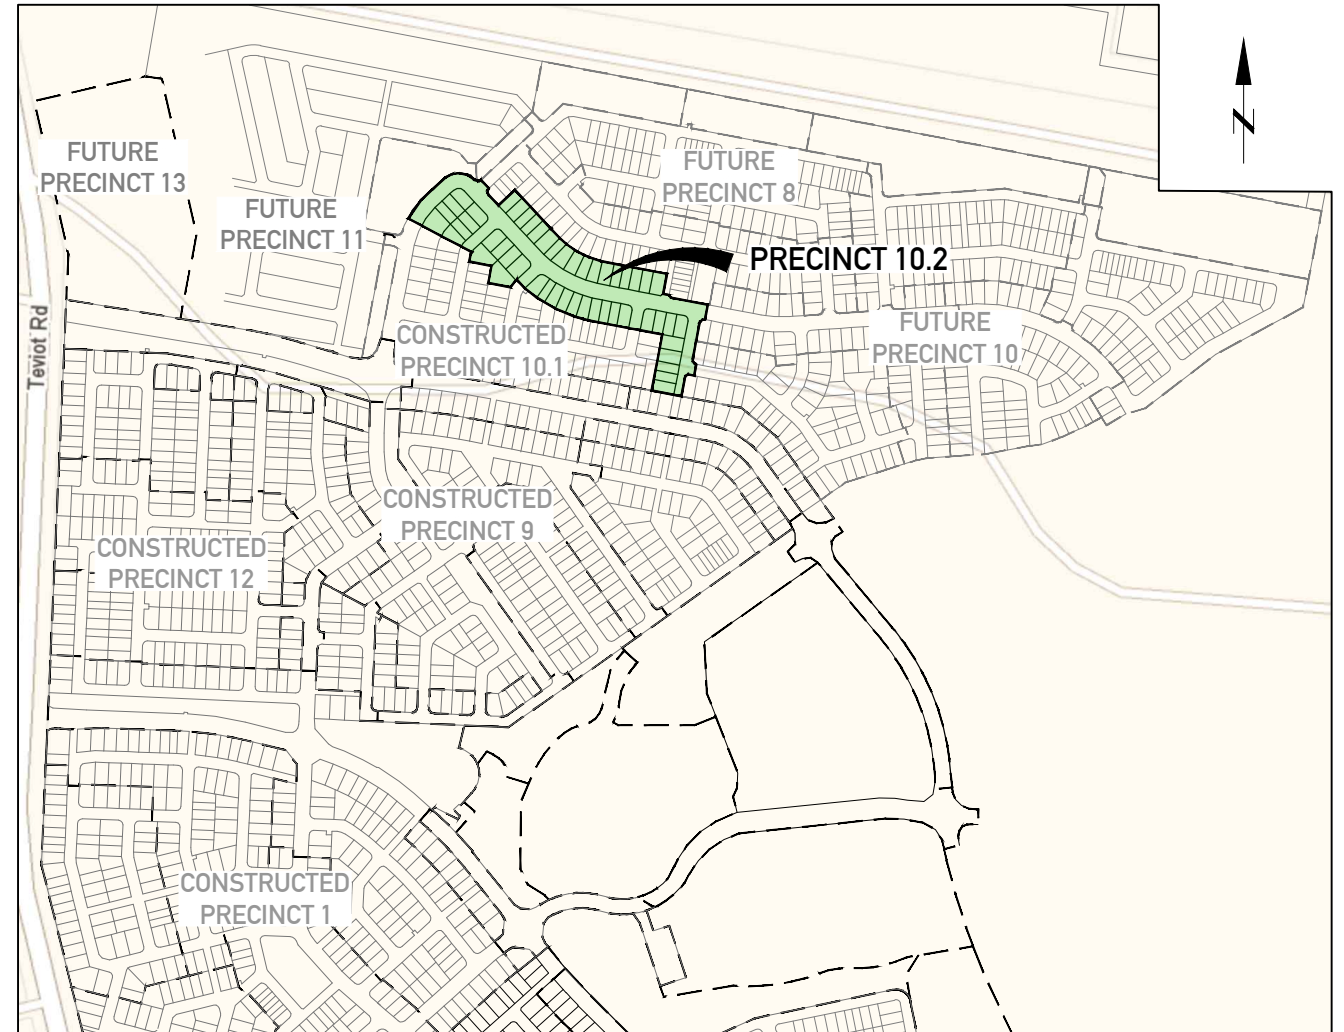 N
FUTURE
PRECINCT 13
FUTURE
PRECINCT 8
FUTURE
PRECINCT 11
PRECINCT 10.2
Teviot Rd
CONSTRUCTED
PRECINCT 10.1
FUTURE
PRECINCT 10
CONSTRUCTED
PRECINCT 9
CONSTRUCTED
PRECINCT 12
CONSTRUCTED
PRECINCT 1